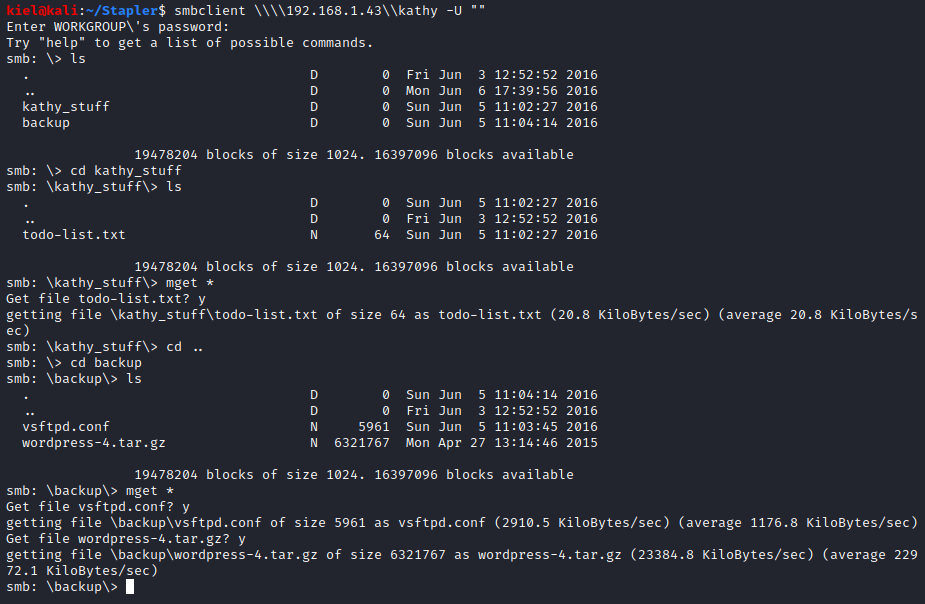 kiel@kali:~/Stapler$ smbclient \\\\192.168.1.43\\kathy -U ""
Enter WORKGROUP\'s password:
Try "help" to get a list of possible commands.
smb: \> ls
  .                                   D        0  Fri Jun  3 12:52:52 2016
  ..                                  D        0  Mon Jun  6 17:39:56 2016
  kathy_stuff                         D        0  Sun Jun  5 11:02:27 2016
  backup                              D        0  Sun Jun  5 11:04:14 2016

                19478204 blocks of size 1024. 16397096 blocks available
smb: \> cd kathy_stuff
smb: \kathy_stuff\> ls
  .                                   D        0  Sun Jun  5 11:02:27 2016
  ..                                  D        0  Fri Jun  3 12:52:52 2016
  todo-list.txt                       N       64  Sun Jun  5 11:02:27 2016

                19478204 blocks of size 1024. 16397096 blocks available
smb: \kathy_stuff\> mget *
Get file todo-list.txt? y
getting file \kathy_stuff\todo-list.txt of size 64 as todo-list.txt (20.8 KiloBytes/sec) (average 20.8 KiloBytes/s
ec)
smb: \kathy_stuff\> cd ..
smb: \> cd backup
smb: \backup\> ls
  .                                   D        0  Sun Jun  5 11:04:14 2016
  ..                                  D        0  Fri Jun  3 12:52:52 2016
  vsftpd.conf                         N     5961  Sun Jun  5 11:03:45 2016
  wordpress-4.tar.gz                  N  6321767  Mon Apr 27 13:14:46 2015

                19478204 blocks of size 1024. 16397096 blocks available
smb: \backup\> mget *
Get file vsftpd.conf? y
getting file \backup\vsftpd.conf of size 5961 as vsftpd.conf (2910.5 KiloBytes/sec) (average 1176.8 KiloBytes/sec)
Get file wordpress-4.tar.gz? y
getting file \backup\wordpress-4.tar.gz of size 6321767 as wordpress-4.tar.gz (23384.8 KiloBytes/sec) (average 229
72.1 KiloBytes/sec)
smb: \backup\>